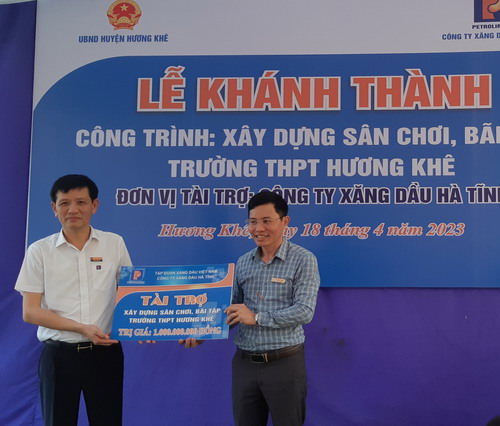 UBND HUYỆN HƯƠNG KHÊ
PETROLIM
CÔNG TY XĂNG D
LỄ KHÁNH THÀNH
CÔNG TRÌNH: XÂY DỰNG SÂN CHƠI, BÃI
TRƯỜNG THPT HƯƠNG KHÊ
ĐƠN VỊ TÀI TRỢ: CÔNG TY XĂNG DẦU HÀ TĨN
Hương Khê, ngày 18 tháng 4 năm 2023
TẬP ĐOÀN XĂNG DẦU VIỆT NAM
CÔNG TY XĂNG DẦU HÀ TĨNH
TÀI TRỢ
XÂY DỰNG SÂN CHƠI, BÃI TẬP
TRƯỜNG THPT HƯƠNG KHÊ
TRỊ GIÁ: 1.000.000.000 ĐỒNG